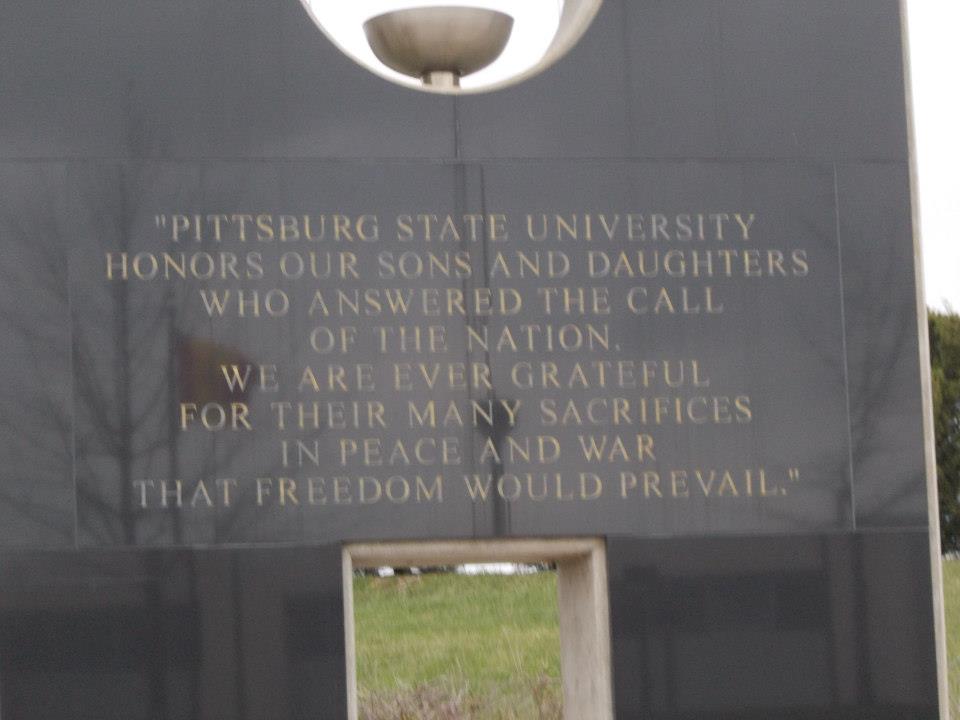 "PITTSBURG STATE UNIVERSITY
HONORS OUR SONS AND DAUGHTERS
WHO ANSWERED THE CALL
OF THE NATION.
WE ARE EVER GRATEFUL
FOR THEIR MANY SACRIFICES
IN PEACE AND WAR
THAT FREEDOM WOULD PREVAIL."